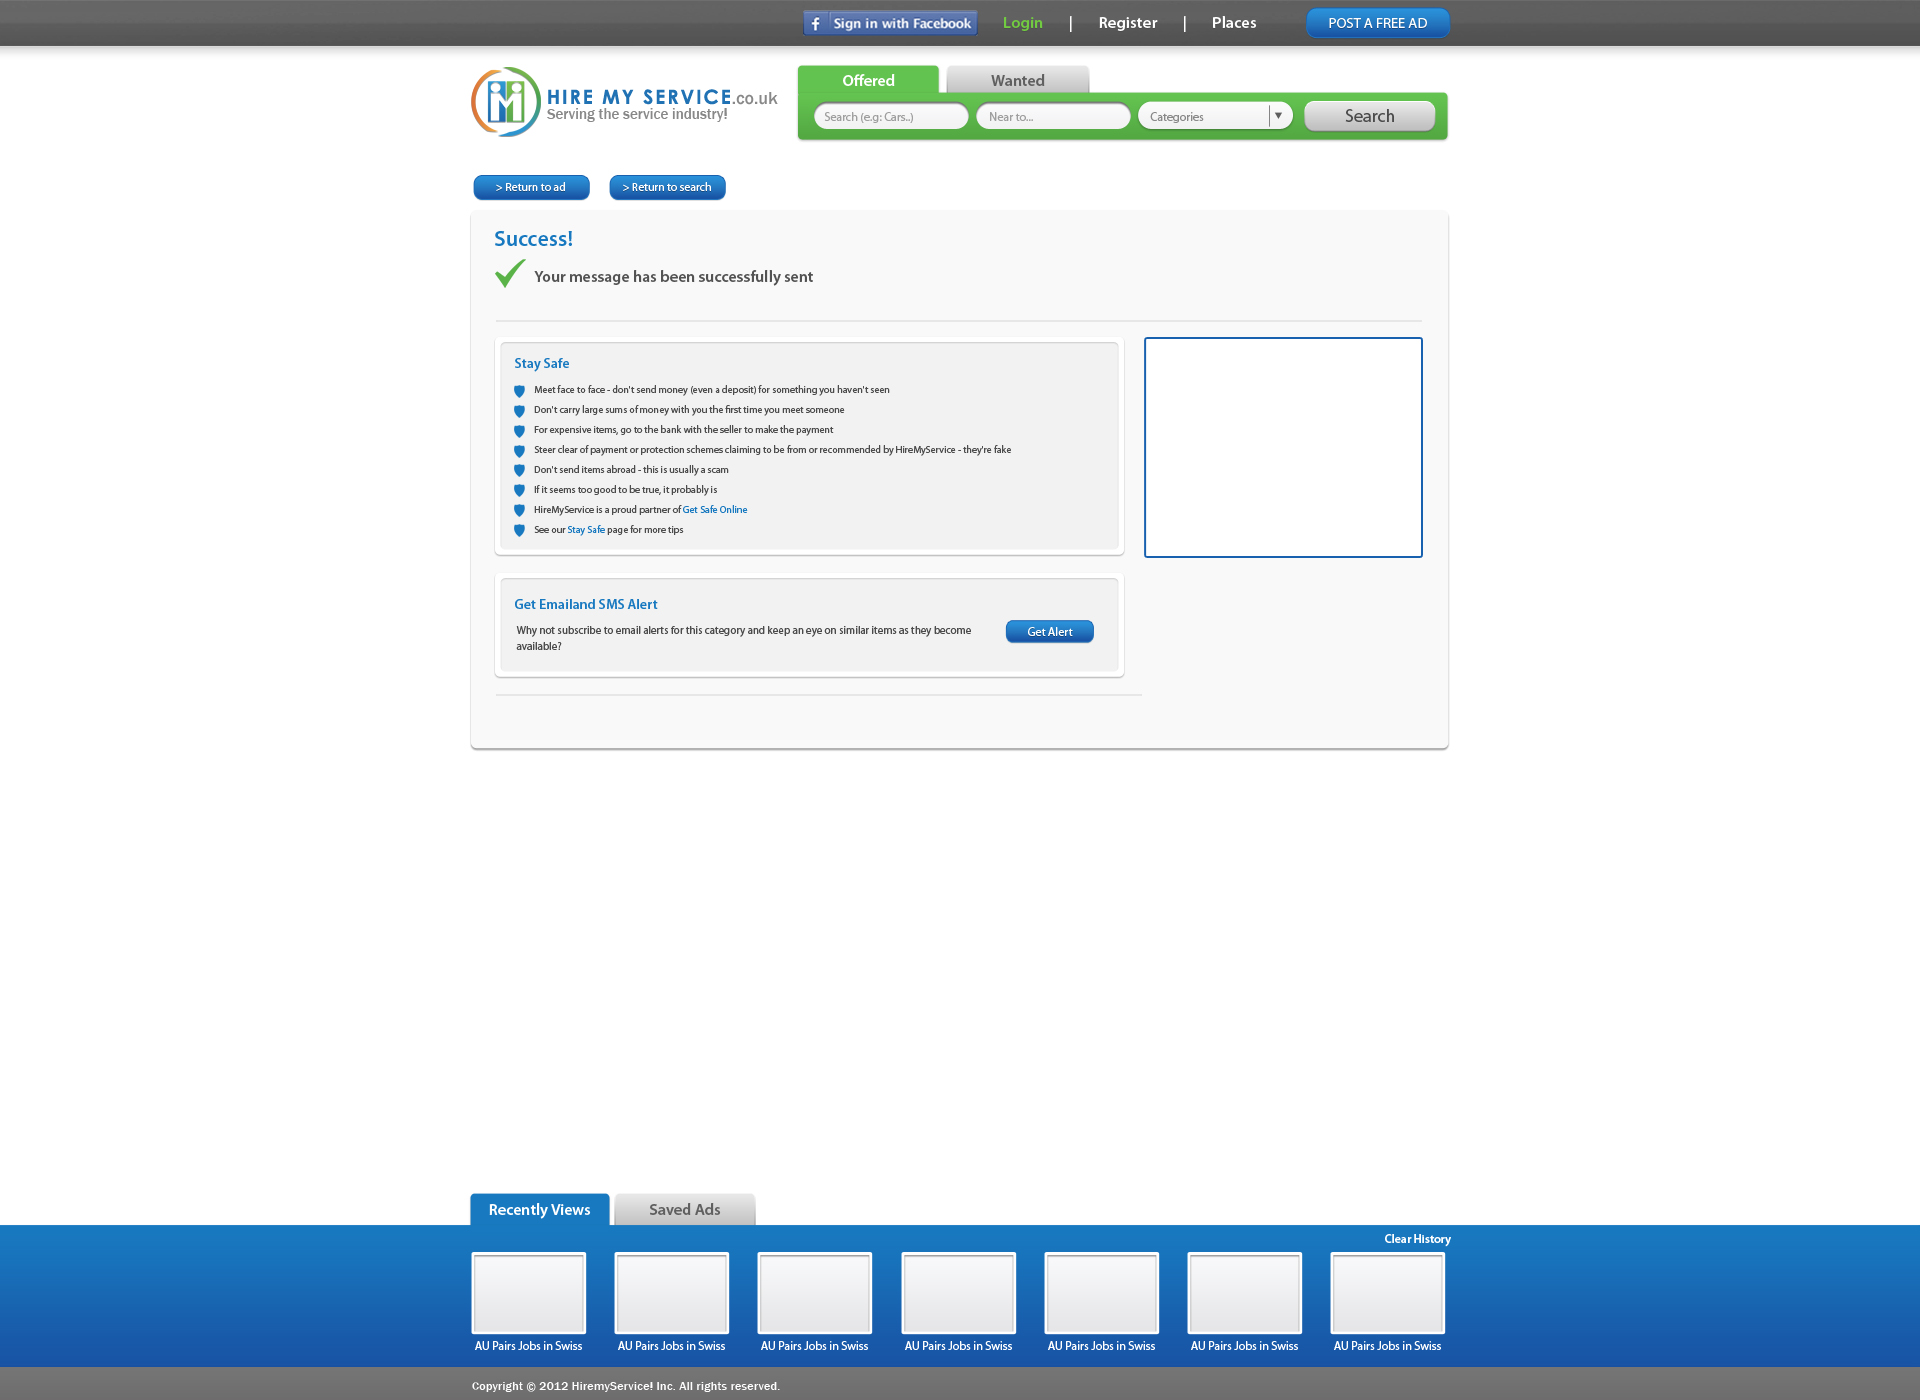 f Sign in with Facebook Login | Register | Places POST A FREE AD
HIRE MY SERVICE.co.uk
Serving the service industry!
Offered Wanted
Search (e.g: Cars..) Near to... Categories Search
> Return to ad > Return to search
Success!
Your message has been successfully sent
Stay Safe
Meet face to face - don't send money (even a deposit) for something you haven't seen
Don't carry large sums of money with you the first time you meet someone
For expensive items, go to the bank with the seller to make the payment
Steer clear of payment or protection schemes claiming to be from or recommended by HireMyService - they're fake
Don't send items abroad - this is usually a scam
If it seems too good to be true, it probably is
HireMyService is a proud partner of Get Safe Online
See our Stay Safe page for more tips
Get Emailand SMS Alert
Why not subscribe to email alerts for this category and keep an eye on similar items as they become
available?
Get Alert
Recently Views Saved Ads
Clear History
AU Pairs Jobs in Swiss AU Pairs Jobs in Swiss AU Pairs Jobs in Swiss AU Pairs Jobs in Swiss AU Pairs Jobs in Swiss AU Pairs Jobs in Swiss AU Pairs Jobs in Swiss
Copyright © 2012 HiremyService! Inc. All rights reserved.